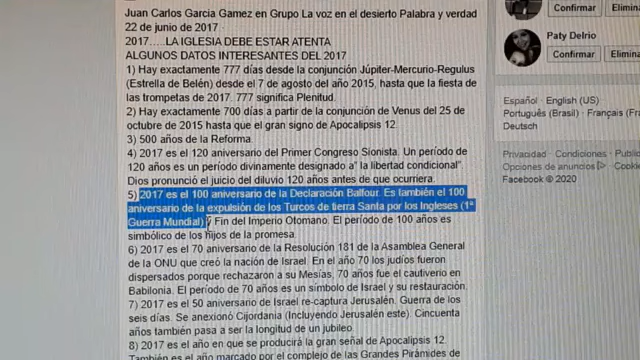 Juan Carlos Garcia Gamez en Grupo La voz en el desierto Palabra y verdad
22 de junio de 2017
2017.....LA IGLESIA DEBE ESTAR ATENTA
ALGUNOS DATOS INTERESANTES DEL 2017
1) Hay exactamente 777 días desde la conjunción Júpiter-Mercurio-Regulus
(Estrella de Belén) desde el 7 de agosto del año 2015, hasta que la fiesta de
las trompetas de 2017. 777 significa Plenitud.
2) Hay exactamente 700 días a partir de la conjunción de Venus del 25 de
octubre de 2015 hasta que el gran signo de Apocalipsis 12.
3) 500 años de la Reforma.
4) 2017 es el 120 aniversario del Primer Congreso Sionista. Un período de
120 años es un período divinamente designado a" la libertad condicional".
Dios pronunció el juicio del diluvio 120 años antes de que ocurriera.
5) 2017 es el 100 aniversario de la Declaración Balfour. Es también el 100
aniversario de la expulsión de los Turcos de tierra Santa por los Ingleses (1ª
Guerra Mundial) Fin del Imperio Otomano. El período de 100 años es
simbólico de los hijos de la promesa.
6) 2017 es el 70 aniversario de la Resolución 181 de la Asamblea General
de la ONU que creó la nación de Israel. En el año 70 los judíos fueron
dispersados porque rechazaron a su Mesías, 70 años fue el cautiverio en
Babilonia. El período de 70 años es un símbolo de Israel y su restauración.
7) 2017 es el 50 aniversario de Israel re-captura Jerusalén. Guerra de los
seis días. Se anexionó Cisjordania (Incluyendo Jerusalén este). Cincuenta
años también pasa a ser la longitud de un jubileo.
8) 2017 es el año en que se producirá la gran señal de Apocalipsis 12.
También es el año marcado por el complejo de las Grandes Pirámides de
Confirmar Elimina
Paty Delrio
Confirmar Elimina
Español · English (US)
Português (Brasil) · Français (Fra
Deutsch
Privacidad · Condiciones · Public
Opciones de anuncios · Cook
Facebook © 2020